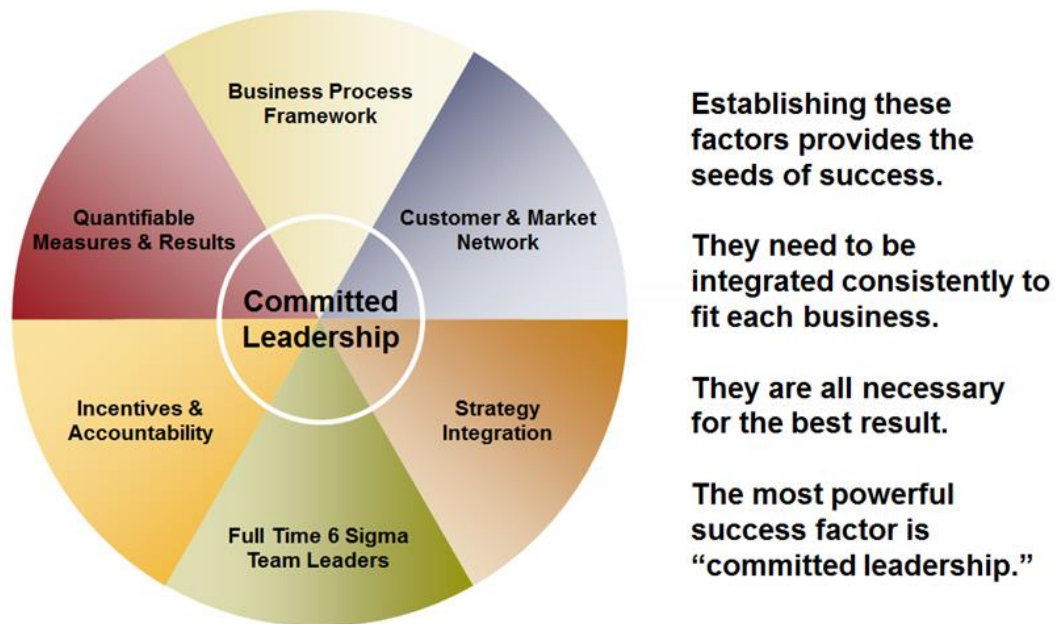 Business Process
Framework
Customer & Market
Network
Strategy
Integration
Full Time 6 Sigma
Team Leaders
Incentives &
Accountability
Quantifiable
Measures & Results
Committed
Leadership
Establishing these
factors provides the
seeds of success.
They need to be
integrated consistently to
fit each business.
They are all necessary
for the best result.
The most powerful
success factor is
“committed leadership.”